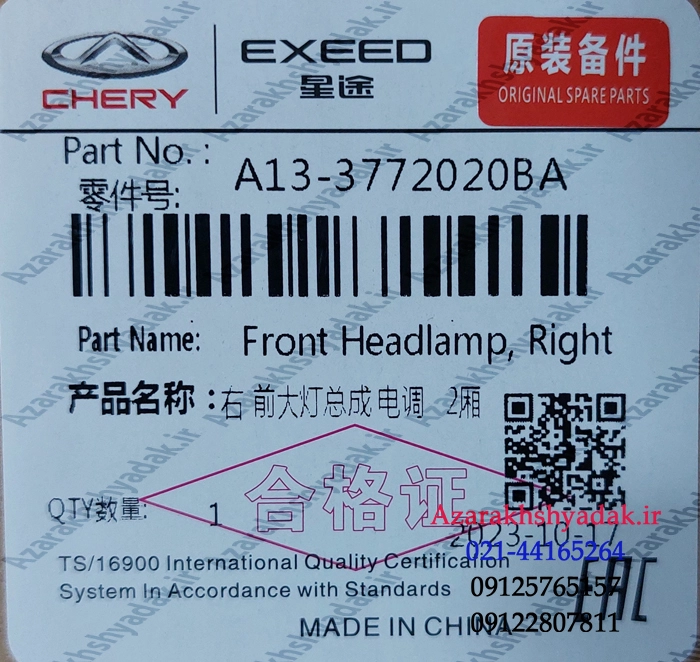 CHERY
EXEED
星途
原装备件
ORIGINAL SPARE PARTS
Part No. :
零件号:
A13-3772020BA
Part Name: Front Headlamp, Right
产品名称：右 前大灯总成 电调 2厢
合格证
QTY数量: 1
Azarakhshyadak.ir
2023-10-17
021-44165264
TS/16900 International Quality Certification
System In Accordance with Standards
09125765157
EAC
09122807811
MADE IN CHINA